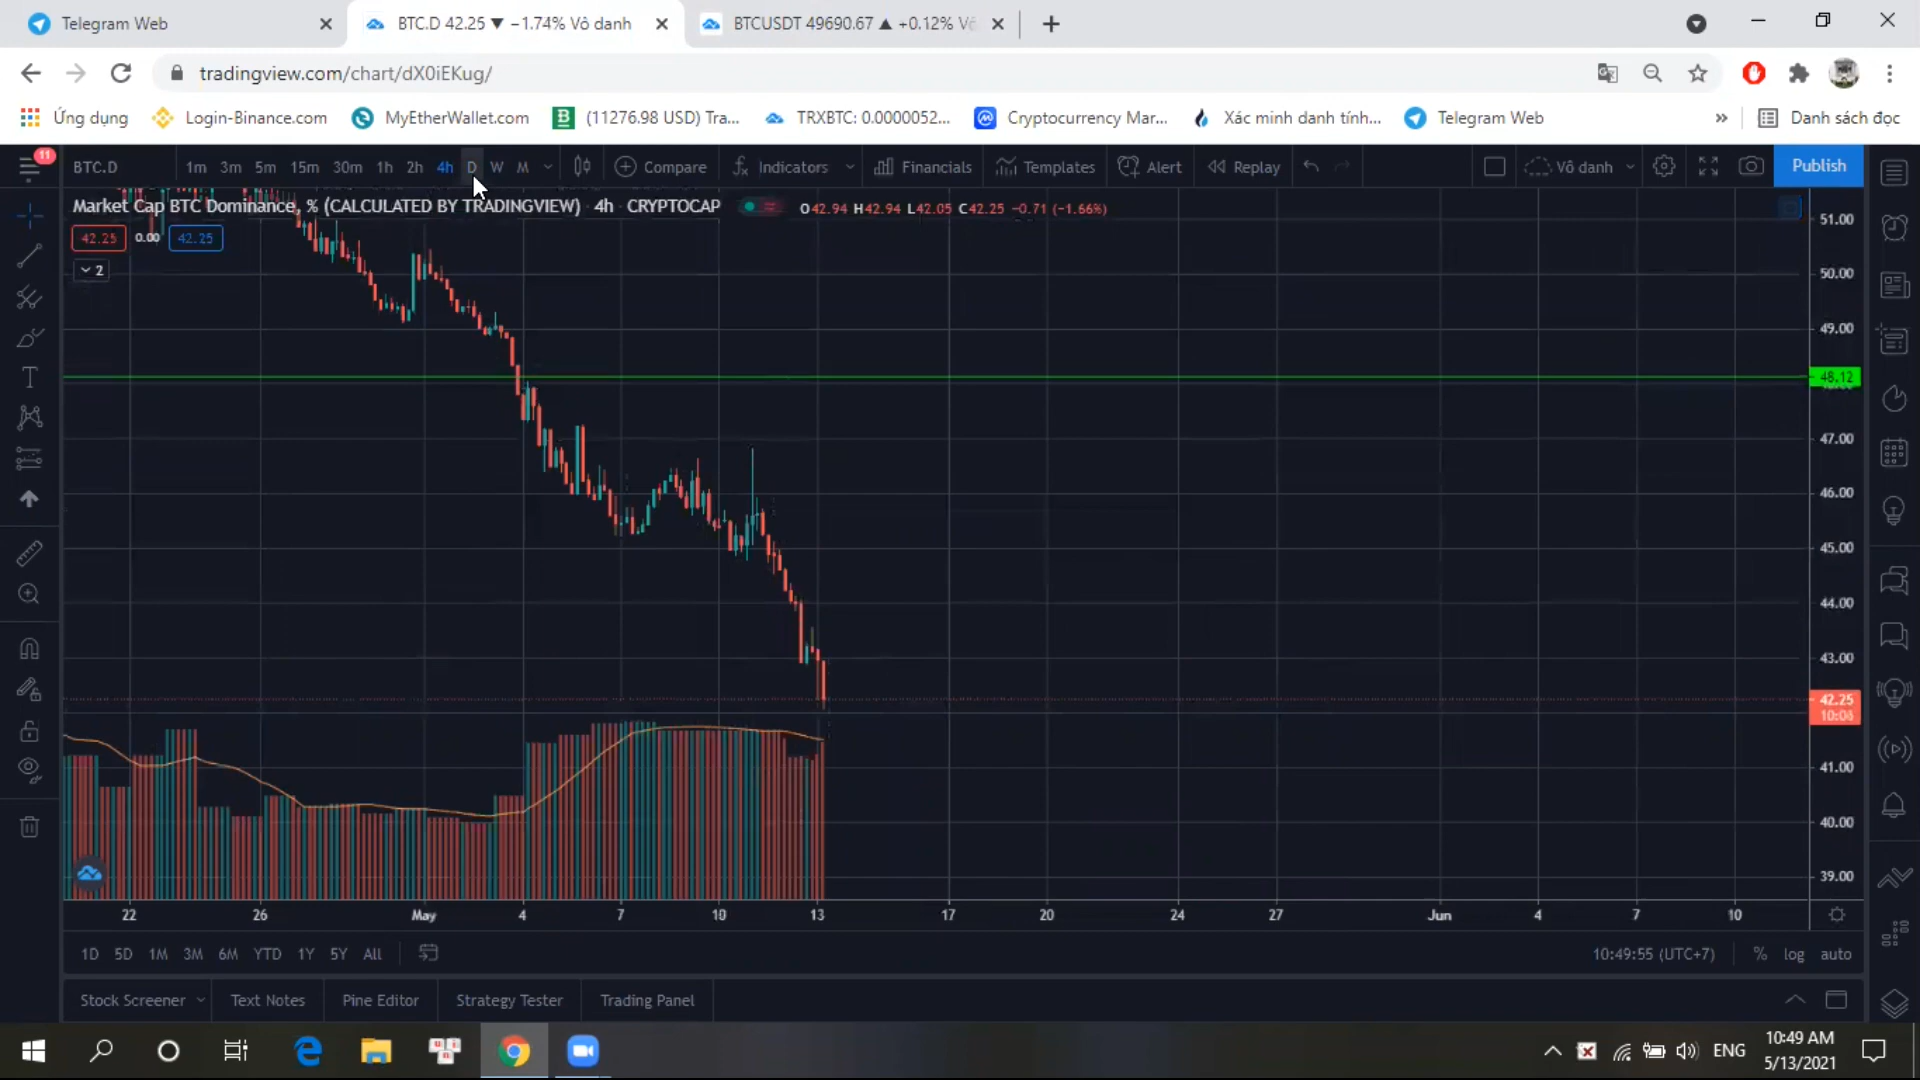 Telegram Web
BTC.D 42.25 ▼ −1.74% Vô danh
BTCUSDT 49690.67 ▲ +0.12% Vô
tradingview.com/chart/dX0iEKug/
Ứng dụng
Login-Binance.com
MyEtherWallet.com
B
(11276.98 USD) Tra...
TRXBTC: 0.0000052...
Cryptocurrency Mar...
Xác minh danh tính...
Telegram Web
»
Danh sách đọc
11
BTC.D
1m 3m 5m 15m 30m 1h 2h 4h D W M
Compare
Indicators
Financials
Templates
Alert
Replay
Vô danh
Publish
Market Cap BTC Dominance, % (CALCULATED BY TRADINGVIEW) 4h CRYPTOCAP
O42.94 H42.94 L42.05 C42.25 −0.71 (−1.66%)
42.25 0.00 42.25
2
51.00
50.00
49.00
48.12
47.00
46.00
45.00
44.00
43.00
42.25
41.00
40.00
39.00
22 26 May 4 7 10 13 17 20 24 27 Jun 4 7 10
1D 5D 1M 3M 6M YTD 1Y 5Y All
10:49:55 (UTC+7)
% log auto
Stock Screener
Text Notes
Pine Editor
Strategy Tester
Trading Panel
ENG
10:49 AM
5/13/2021